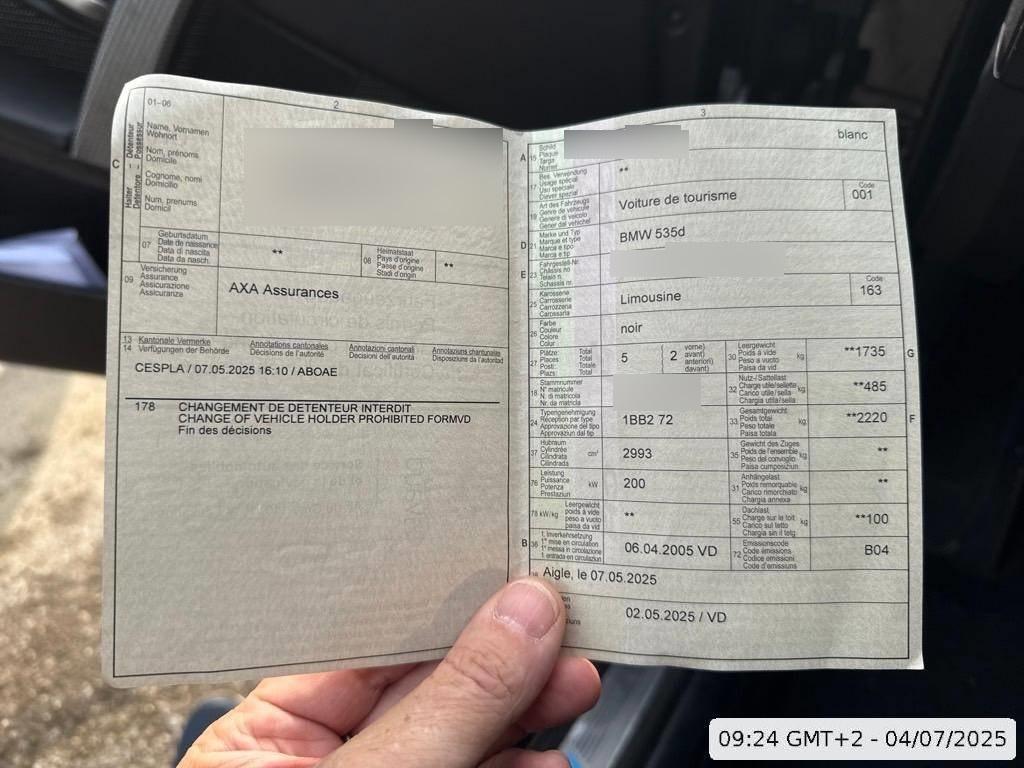 2
01-06
C
Halter - Détenteur
Detentore - Possessur
Name, Vornamen
Wohnort
Nom, prénoms
Domicile
Cognome, nomi
Domicilio
Num, prenums
Domicil
07
Geburtsdatum
Date de naissance
Data di nascita
Data da nasch.
**
08
Heimatstaat
Pays d'origine
Paese d'origine
Stadi d'origin
**
09
Versicherung
Assurance
Assicurazione
Assicuranza
AXA Assurances
13 Kantonale Vermerke Annotations cantonales Annotazioni cantonali Annotaziuns chantunalas
14 Verfügungen der Behörde Décisions de l'autorité Decisioni dell'autorità Disposiziuns da l'autoritad
CESPLA / 07.05.2025 16:10 / ABOAE
178 CHANGEMENT DE DETENTEUR INTERDIT
CHANGE OF VEHICLE HOLDER PROHIBITED FORMVD
Fin des décisions
3
A 15
Schild
Plaque
Targa
Numer
blanc
17
Bes. Verwendung
Usage spécial
Uso speciale
Diever spezial
**
19
Art des Fahrzeugs
Genre de véhicule
Genere di veicolo
Gener dal vehichel
Voiture de tourisme
Code
001
D 21
Marke und Typ
Marque et type
Marca e tipo
Marca e tip
BMW 535d
E 23
Fahrgestell-Nr.
Châssis no
Telaio n.
Schassis nr.
25
Karosserie
Carrosserie
Carrozzeria
Carossaria
Limousine
Code
163
26
Farbe
Couleur
Colore
Colur
noir
27
Plätze: Total
Places: Total
Posti: Totale
Plazs: Total
5
2
vorne)
avant)
anteriori)
davant)
30
Leergewicht
Poids à vide
Peso a vuoto
Paisa da vid
kg
**1735
G
18
Stammnummer
N° matricule
N. di matricola
Nr. da matricla
32
Nutz-/Sattellast
Charge utile/sellette
Carico utile/sella
Chargia utila/sella
kg
**485
24
Typengenehmigung
Réception par type
Approvazione del tipo
Approvaziun dal tip
1BB2 72
33
Gesamtgewicht
Poids total
Peso totale
Paisa totala
kg
**2220
F
37
Hubraum
Cylindrée
Cilindrata
Cilindrada
cm³
2993
35
Gewicht des Zuges
Poids de l'ensemble
Peso del convoglio
Paisa cumposiziun
kg
**
76
Leistung
Puissance
Potenza
Prestaziun
kW
200
31
Anhängelast
Poids remorquable
Carico rimorchiato
Chargia annexa
kg
**
78 kW/kg
Leergewicht
poids à vide
peso a vuoto
paisa da vid
**
55
Dachlast
Charge sur le toit
Carico sul tetto
Chargia sin il tetg
kg
**100
B 36
1. Inverkehrsetzung
1re mise en circulation
1a messa in circolazione
1. entrada en circulaziun
06.04.2005 VD
72
Emissionscode
Code émissions
Codice emissioni
Code d'emissiuns
B04
Aigle, le 07.05.2025
02.05.2025 / VD
09:24 GMT+2 - 04/07/2025